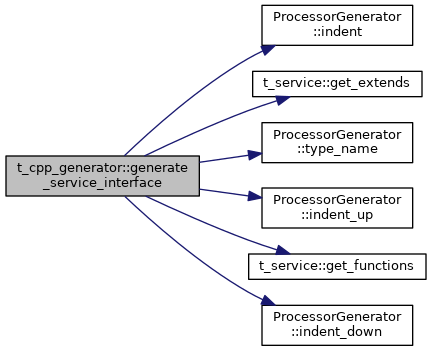 ProcessorGenerator
::indent
t_service::get_extends
ProcessorGenerator
::type_name
t_cpp_generator::generate
_service_interface
ProcessorGenerator
::indent_up
t_service::get_functions
ProcessorGenerator
::indent_down